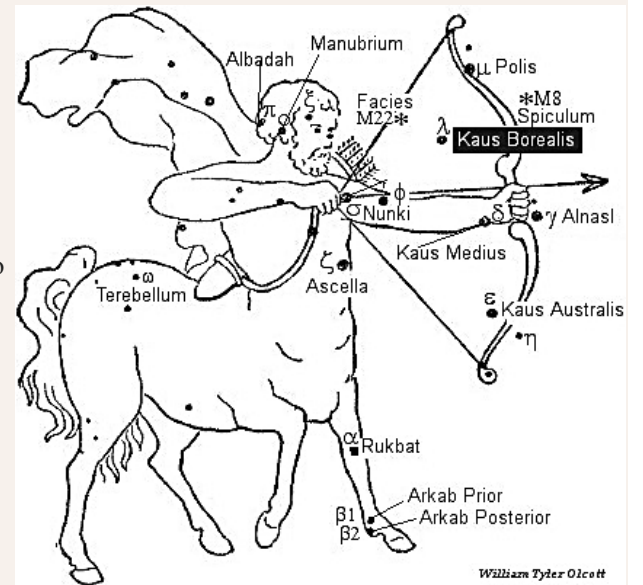 Manubrium
Albadah
μ Polis
π
ο
ξ
Facies
M22*
*M8
Spiculum
λ
Kaus Borealis
φ
σ
Nunki
δ
γ Alnasl
Kaus Medius
ζ
Ascella
ω
Terebellum
ε
Kaus Australis
η
α
Rukbat
β1
Arkab Prior
β2
Arkab Posterior
William Tyler Olcott